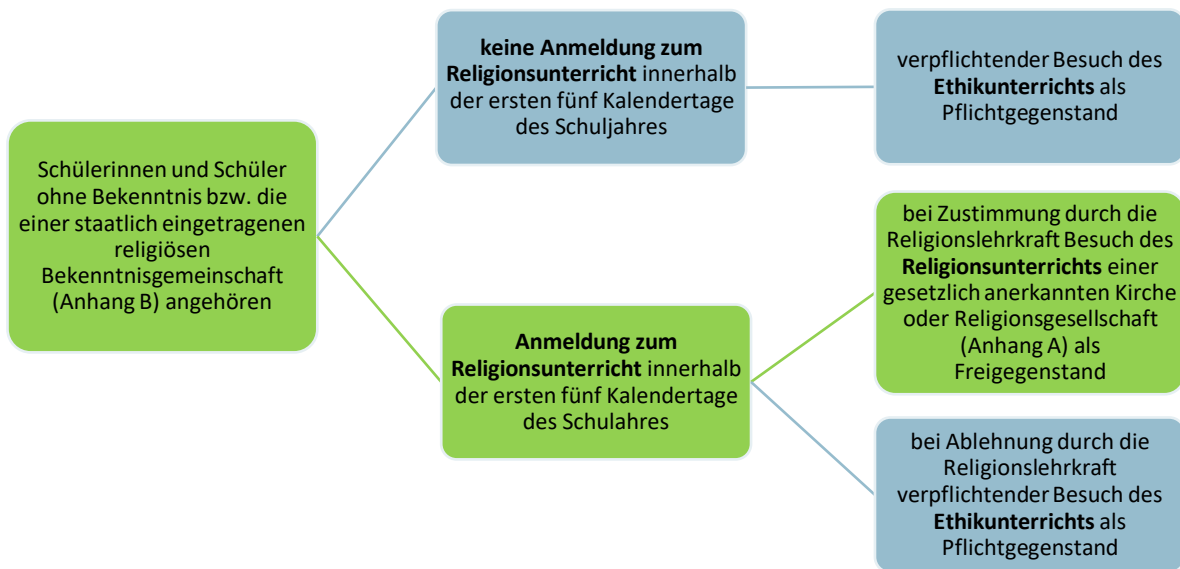 Schülerinnen und Schüler
ohne Bekenntnis bzw. die
einer staatlich eingetragenen
religiösen
Bekenntnisgemeinschaft
(Anhang B) angehören
keine Anmeldung zum
Religionsunterricht innerhalb
der ersten fünf Kalendertage
des Schuljahres
verpflichtender Besuch des
Ethikunterrichts als
Pflichtgegenstand
Anmeldung zum
Religionsunterricht innerhalb
der ersten fünf Kalendertage
des Schulahres
bei Zustimmung durch die
Religionslehrkraft Besuch des
Religionsunterrichts einer
gesetzlich anerkannten Kirche
oder Religionsgesellschaft
(Anhang A) als
Freigegenstand
bei Ablehnung durch die
Religionslehrkraft
verpflichtender Besuch des
Ethikunterrichts als
Pflichtgegenstand